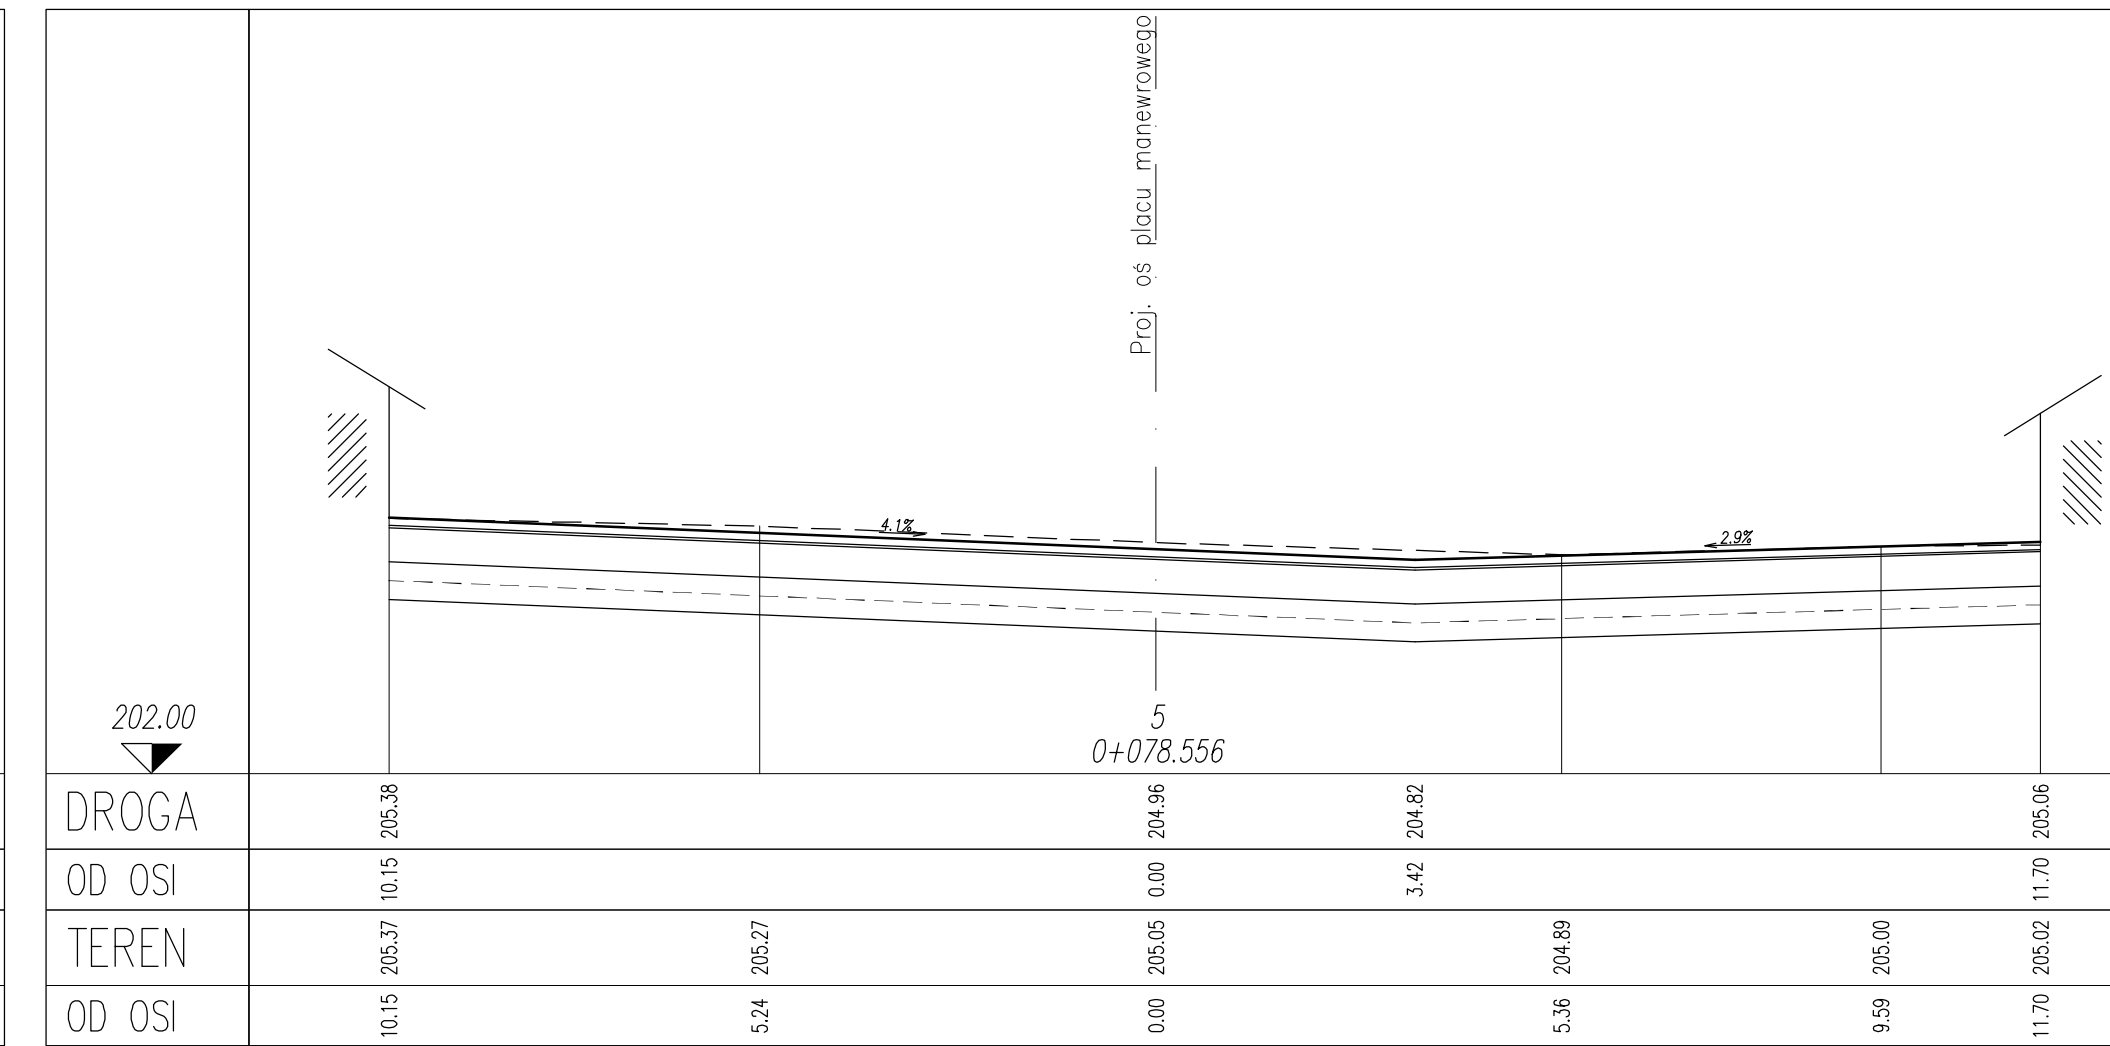 Proj. oś placu manewrowego
4.1%
2.9%
202.00
5
0+078.556
DROGA 205.38 204.96 204.82 205.06
OD OSI 10.15 0.00 3.42 11.70
TEREN 205.37 205.27 205.05 204.89 205.00 205.02
OD OSI 10.15 5.24 0.00 5.36 9.59 11.70